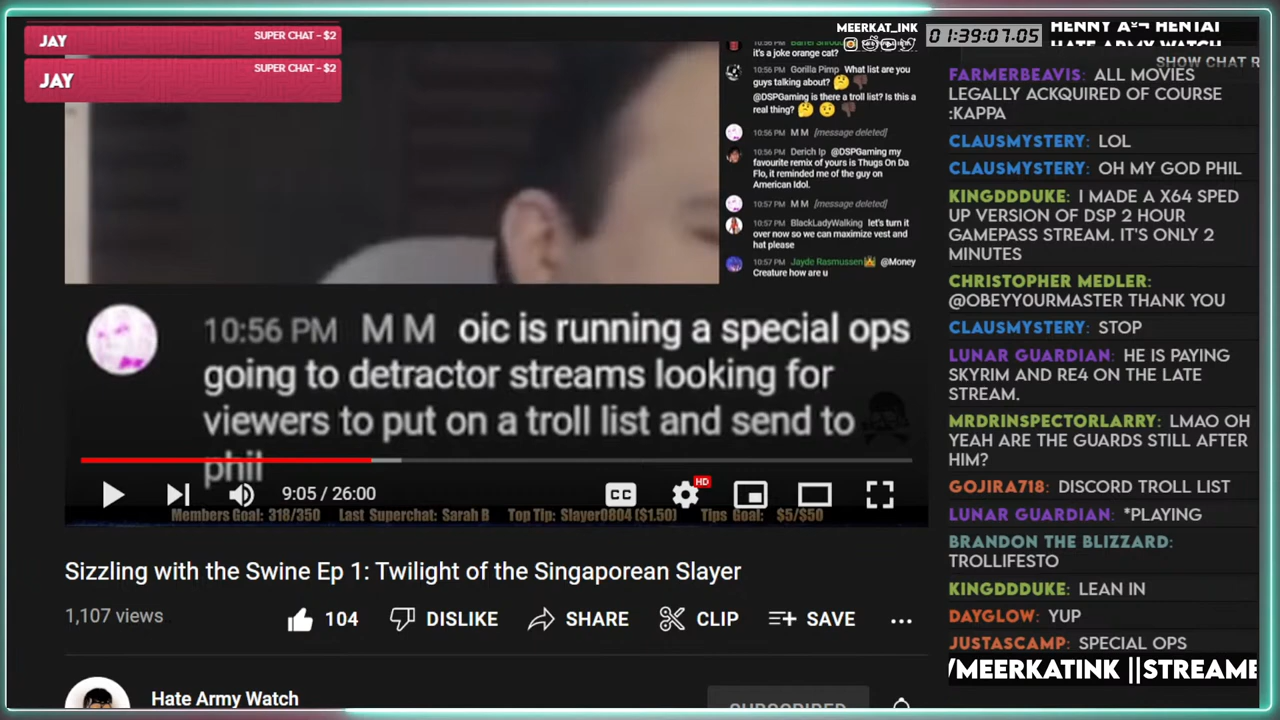 JAY SUPER CHAT - $2
JAY SUPER CHAT - $2
MEERKAT_INK
01:39:07.05
HATE ARMY WATCH
SHOW CHAT R
it's a joke orange cat?
10:56 PM Gorilla Pimp What list are you
guys talking about? 🤔 👎🏿
@DSPGaming is there a troll list? Is this a
real thing? 🤔 🤨 👎🏿
10:56 PM M M [message deleted]
10:56 PM Derich Ip @DSPGaming my
favourite remix of yours is Thugs On Da
Flo, it reminded me of the guy on
American Idol.
10:57 PM M M [message deleted]
10:57 PM BlackLadyWalking let's turn it
over now so we can maximize vest and
hat please
10:57 PM Jayde Rasmussen @Money
Creature how are u
10:56 PM M M oic is running a special ops
going to detractor streams looking for
viewers to put on a troll list and send to
phil
9:05 / 26:00
CC
HD
Members Goal: 318/350 Last Superchat: Sarah B Top Tip: Slayer0804 ($1.50) Tips Goal: $5/$50
Sizzling with the Swine Ep 1: Twilight of the Singaporean Slayer
1,107 views
104 DISLIKE SHARE CLIP SAVE
Hate Army Watch
SUBSCRIBED
FARMERBEAVIS: ALL MOVIES
LEGALLY ACKQUIRED OF COURSE
:KAPPA
CLAUSMYSTERY: LOL
CLAUSMYSTERY: OH MY GOD PHIL
KINGDDDUKE: I MADE A X64 SPED
UP VERSION OF DSP 2 HOUR
GAMEPASS STREAM. IT'S ONLY 2
MINUTES
CHRISTOPHER MEDLER:
@OBEYY0URMASTER THANK YOU
CLAUSMYSTERY: STOP
LUNAR GUARDIAN: HE IS PAYING
SKYRIM AND RE4 ON THE LATE
STREAM.
MRDRINSPECTORLARRY: LMAO OH
YEAH ARE THE GUARDS STILL AFTER
HIM?
GOJIRA718: DISCORD TROLL LIST
LUNAR GUARDIAN: *PLAYING
BRANDON THE BLIZZARD:
TROLLIFESTO
KINGDDDUKE: LEAN IN
DAYGLOW: YUP
JUSTASCAMP: SPECIAL OPS
/MEERKATINK ||STREAME